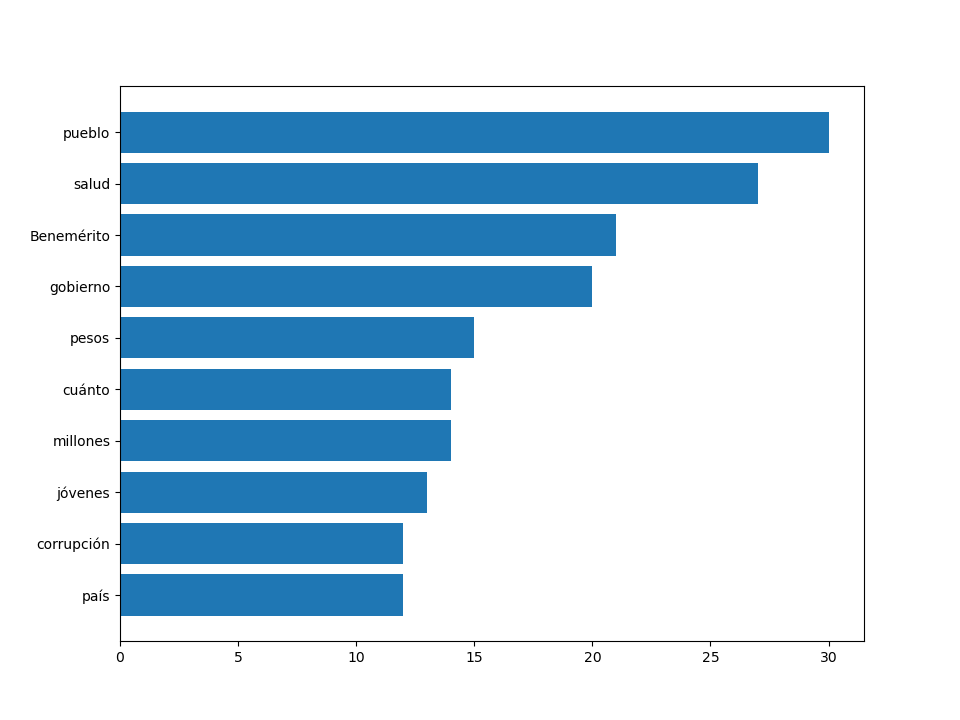 pueblo
salud
Benemérito
gobierno
pesos
cuánto
millones
jóvenes
corrupción
país
0 5 10 15 20 25 30